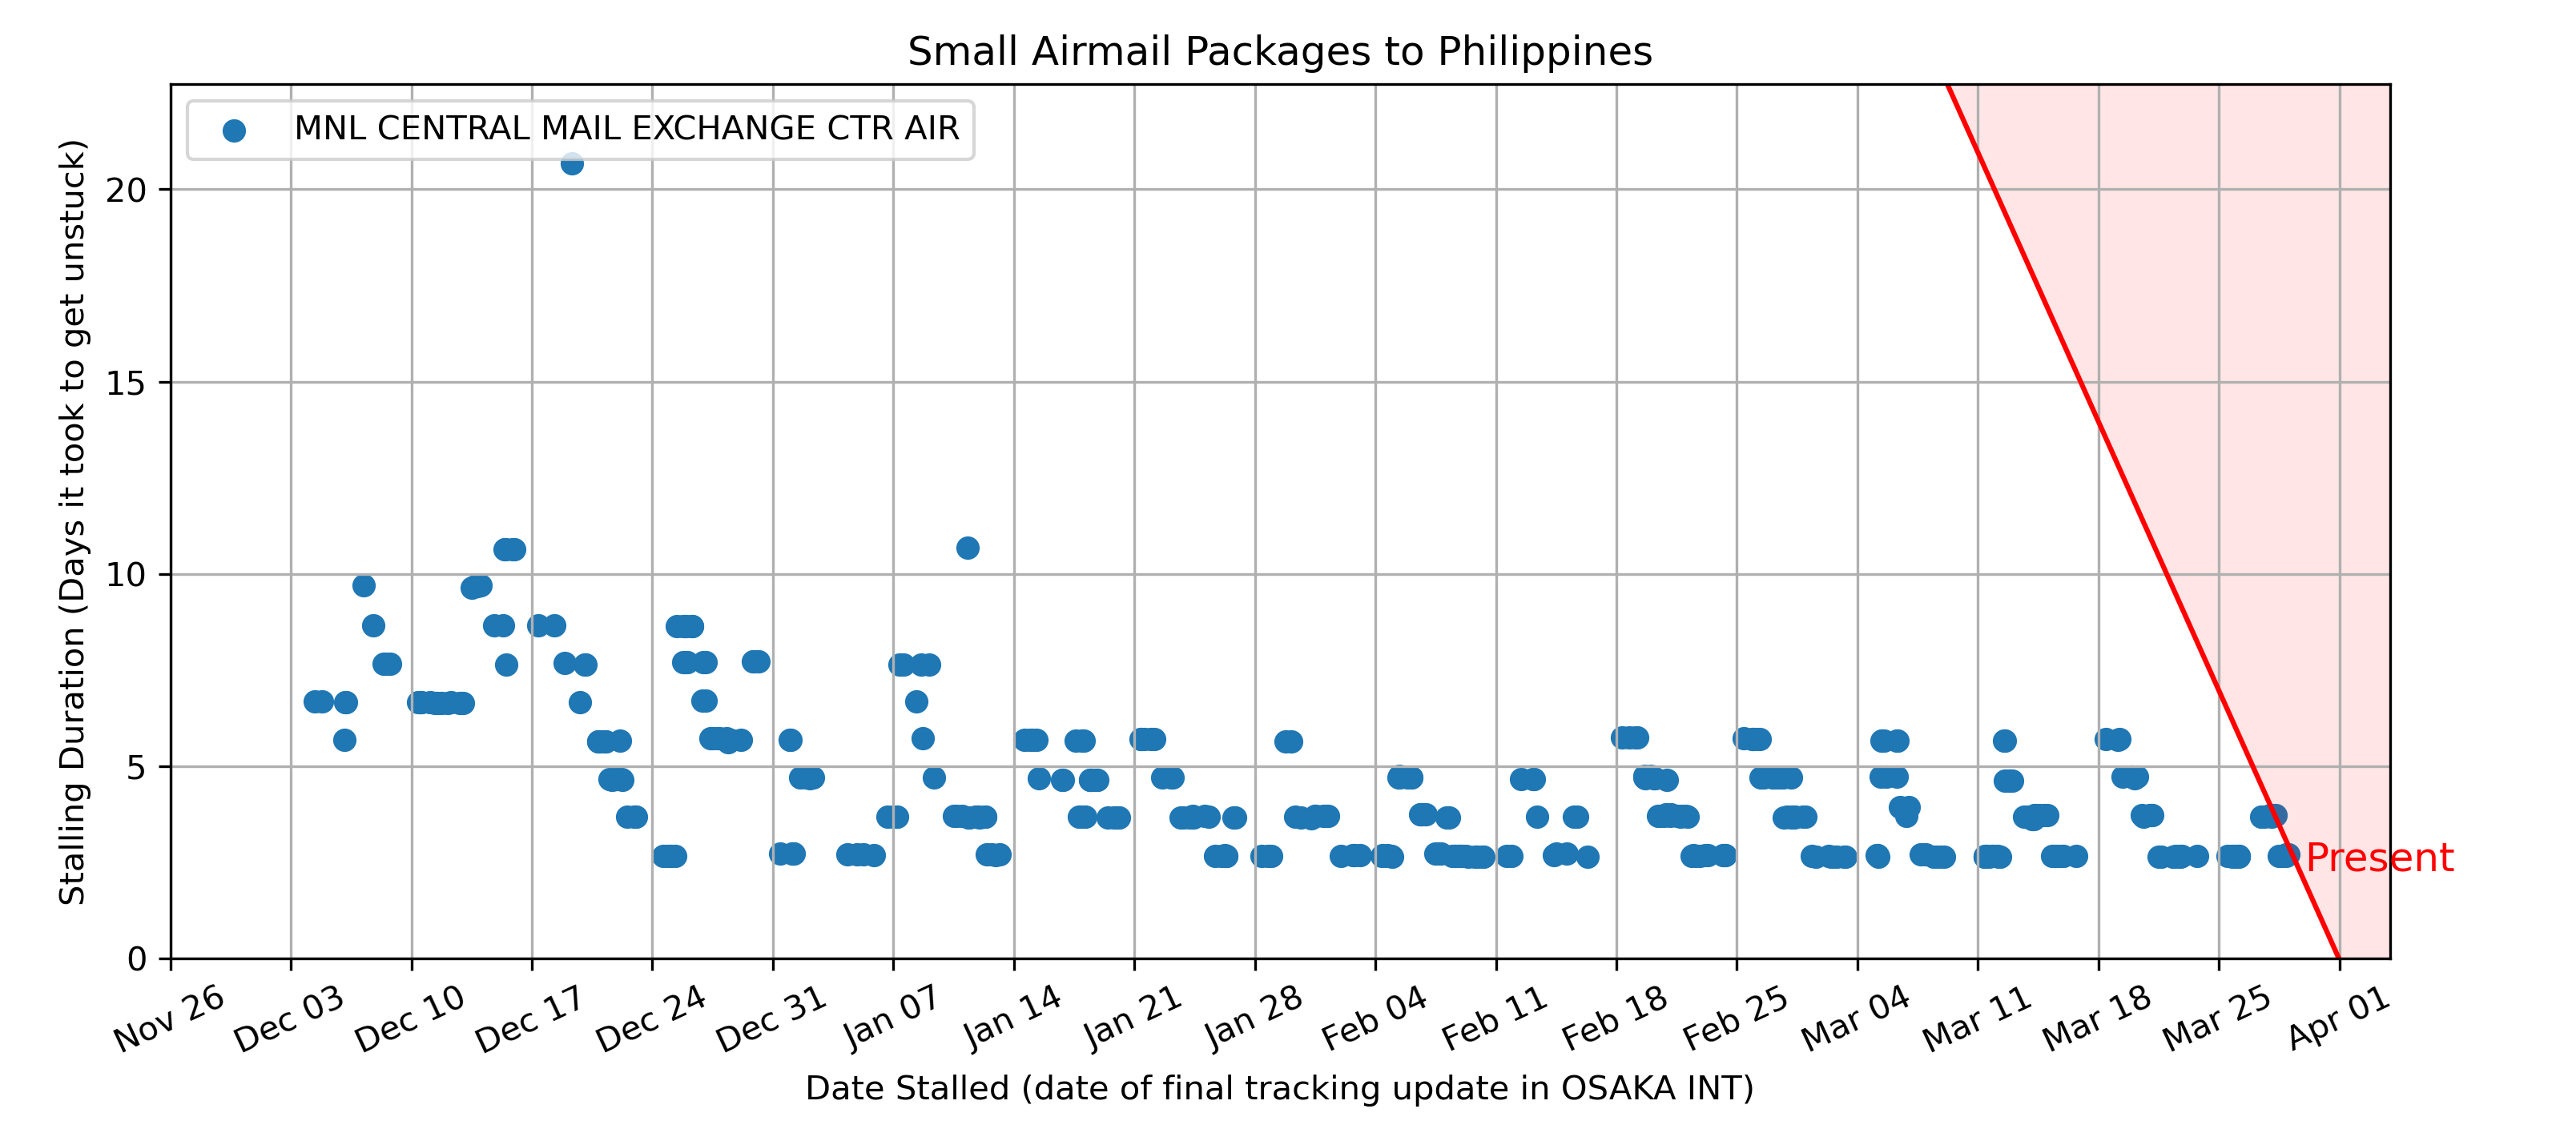 Small Airmail Packages to Philippines
MNL CENTRAL MAIL EXCHANGE CTR AIR
Stalling Duration (Days it took to get unstuck)
20
15
10
5
0
Present
Nov 26 Dec 03 Dec 10 Dec 17 Dec 24 Dec 31 Jan 07 Jan 14 Jan 21 Jan 28 Feb 04 Feb 11 Feb 18 Feb 25 Mar 04 Mar 11 Mar 18 Mar 25 Apr 01
Date Stalled (date of final tracking update in OSAKA INT)